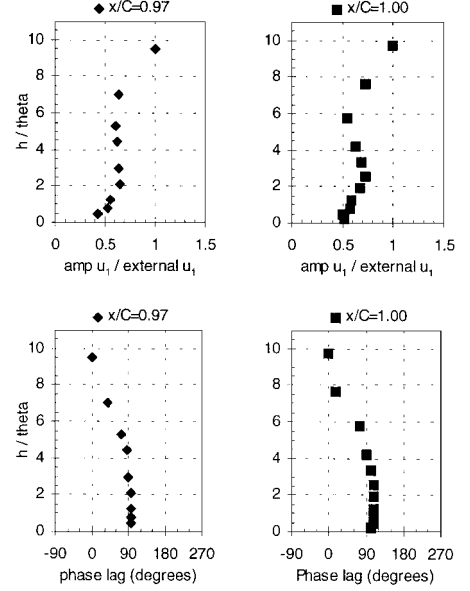 x/C=0.97
x/C=1.00
h / theta
10
8
6
4
2
0
10
8
6
4
2
0
0 0.5 1 1.5
0 0.5 1 1.5
amp u1 / external u1
amp u1 / external u1
x/C=0.97
x/C=1.00
h / theta
10
8
6
4
2
0
10
8
6
4
2
0
-90 0 90 180 270
-90 0 90 180 270
phase lag (degrees)
Phase lag (degrees)